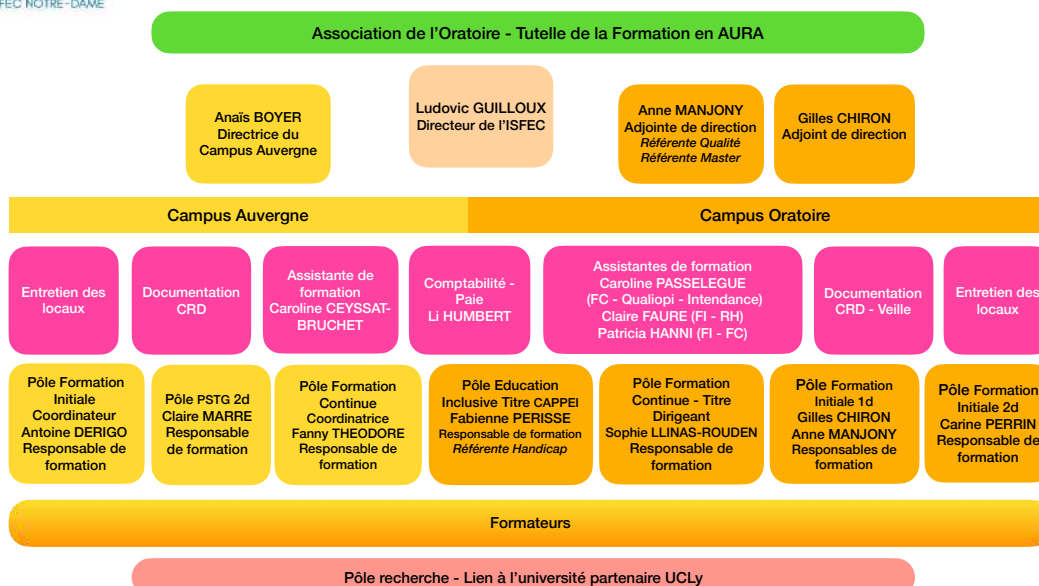 FEC NOTRE-DAME
Association de l'Oratoire - Tutelle de la Formation en AURA
Anaïs BOYER
Directrice du
Campus Auvergne
Ludovic GUILLOUX
Directeur de l'ISFEC
Anne MANJONY
Adjointe de direction
Référente Qualité
Référente Master
Gilles CHIRON
Adjoint de direction
Campus Auvergne
Campus Oratoire
Entretien des
locaux
Documentation
CRD
Assistante de
formation
Caroline CEYSSAT-
BRUCHET
Comptabilité -
Paie
Li HUMBERT
Assistantes de formation
Caroline PASSELEGUE
(FC - Qualiopi - Intendance)
Claire FAURE (FI - RH)
Patricia HANNI (FI - FC)
Documentation
CRD - Veille
Entretien des
locaux
Pôle Formation
Initiale
Coordinateur
Antoine DERIGO
Responsable de
formation
Pôle PSTG 2d
Claire MARRE
Responsable
de formation
Pôle Formation
Continue
Coordinatrice
Fanny THEODORE
Responsable de
formation
Pôle Education
Inclusive Titre CAPPEI
Fabienne PERISSE
Responsable de formation
Référente Handicap
Pôle Formation
Continue - Titre
Dirigeant
Sophie LLINAS-ROUDEN
Responsable de
formation
Pôle Formation
Initiale 1d
Gilles CHIRON
Anne MANJONY
Responsables de
formation
Pôle Formation
Initiale 2d
Carine PERRIN
Responsable de
formation
Formateurs
Pôle recherche - Lien à l'université partenaire UCLy